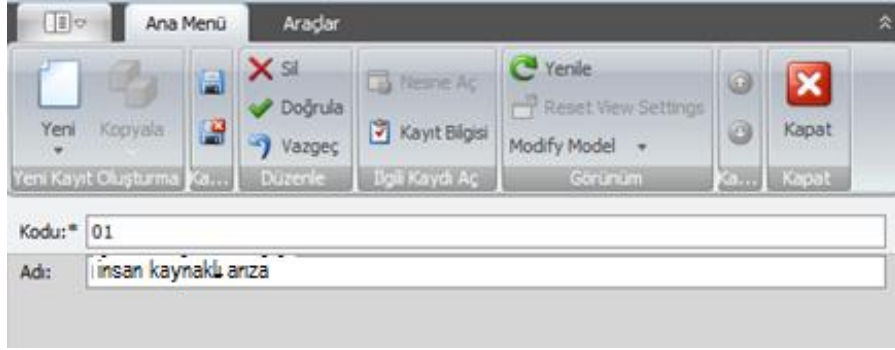 Ana Menü Araçlar
Yeni Kopyala Sil Doğrula Vazgeç Nesne Aç Kayıt Bilgisi Yenile Reset View Settings Modify Model Kapat
Yeni Kayıt Oluşturma Ka... Düzenle İlgili Kaydı Aç Görünüm Ka... Kapat
Kodu:* 01
Adı: insan kaynaklı arıza